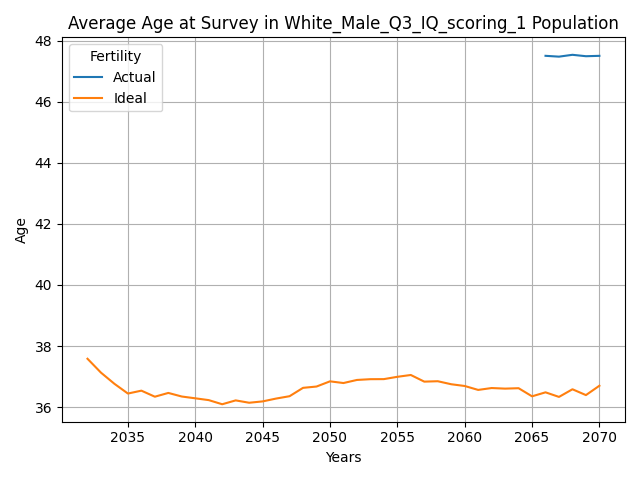 Average Age at Survey in White_Male_Q3_IQ_scoring_1 Population
48
46
44
42
40
38
36
Age
Fertility
Actual
Ideal
2035 2040 2045 2050 2055 2060 2065 2070
Years